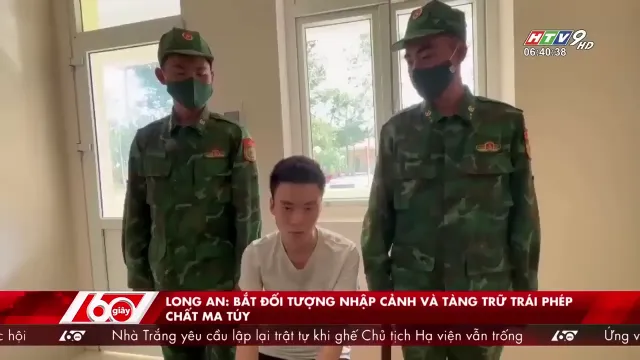 HTV9 HD
06:40:38
60 giây
LONG AN: BẮT ĐỐI TƯỢNG NHẬP CẢNH VÀ TÀNG TRỮ TRÁI PHÉP
CHẤT MA TÚY
c hội 60s Nhà Trắng yêu cầu lập lại trật tự khi ghế Chủ tịch Hạ viện vẫn trống 60s Ứng v